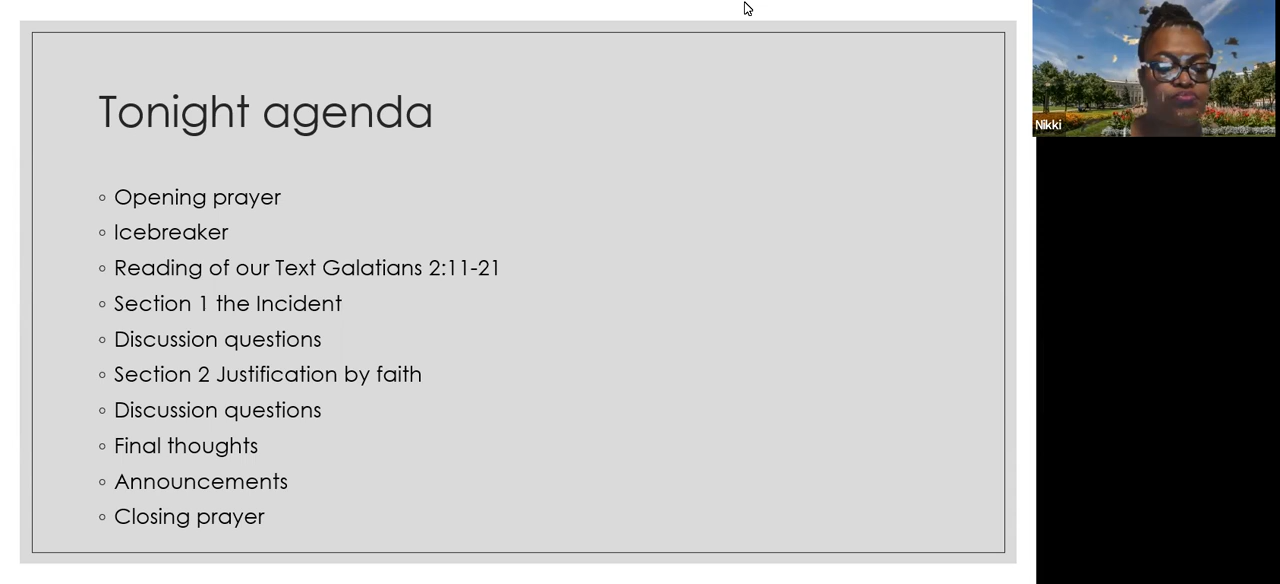 Tonight agenda
Opening prayer
Icebreaker
Reading of our Text Galatians 2:11-21
Section 1 the Incident
Discussion questions
Section 2 Justification by faith
Discussion questions
Final thoughts
Announcements
Closing prayer
Nikki